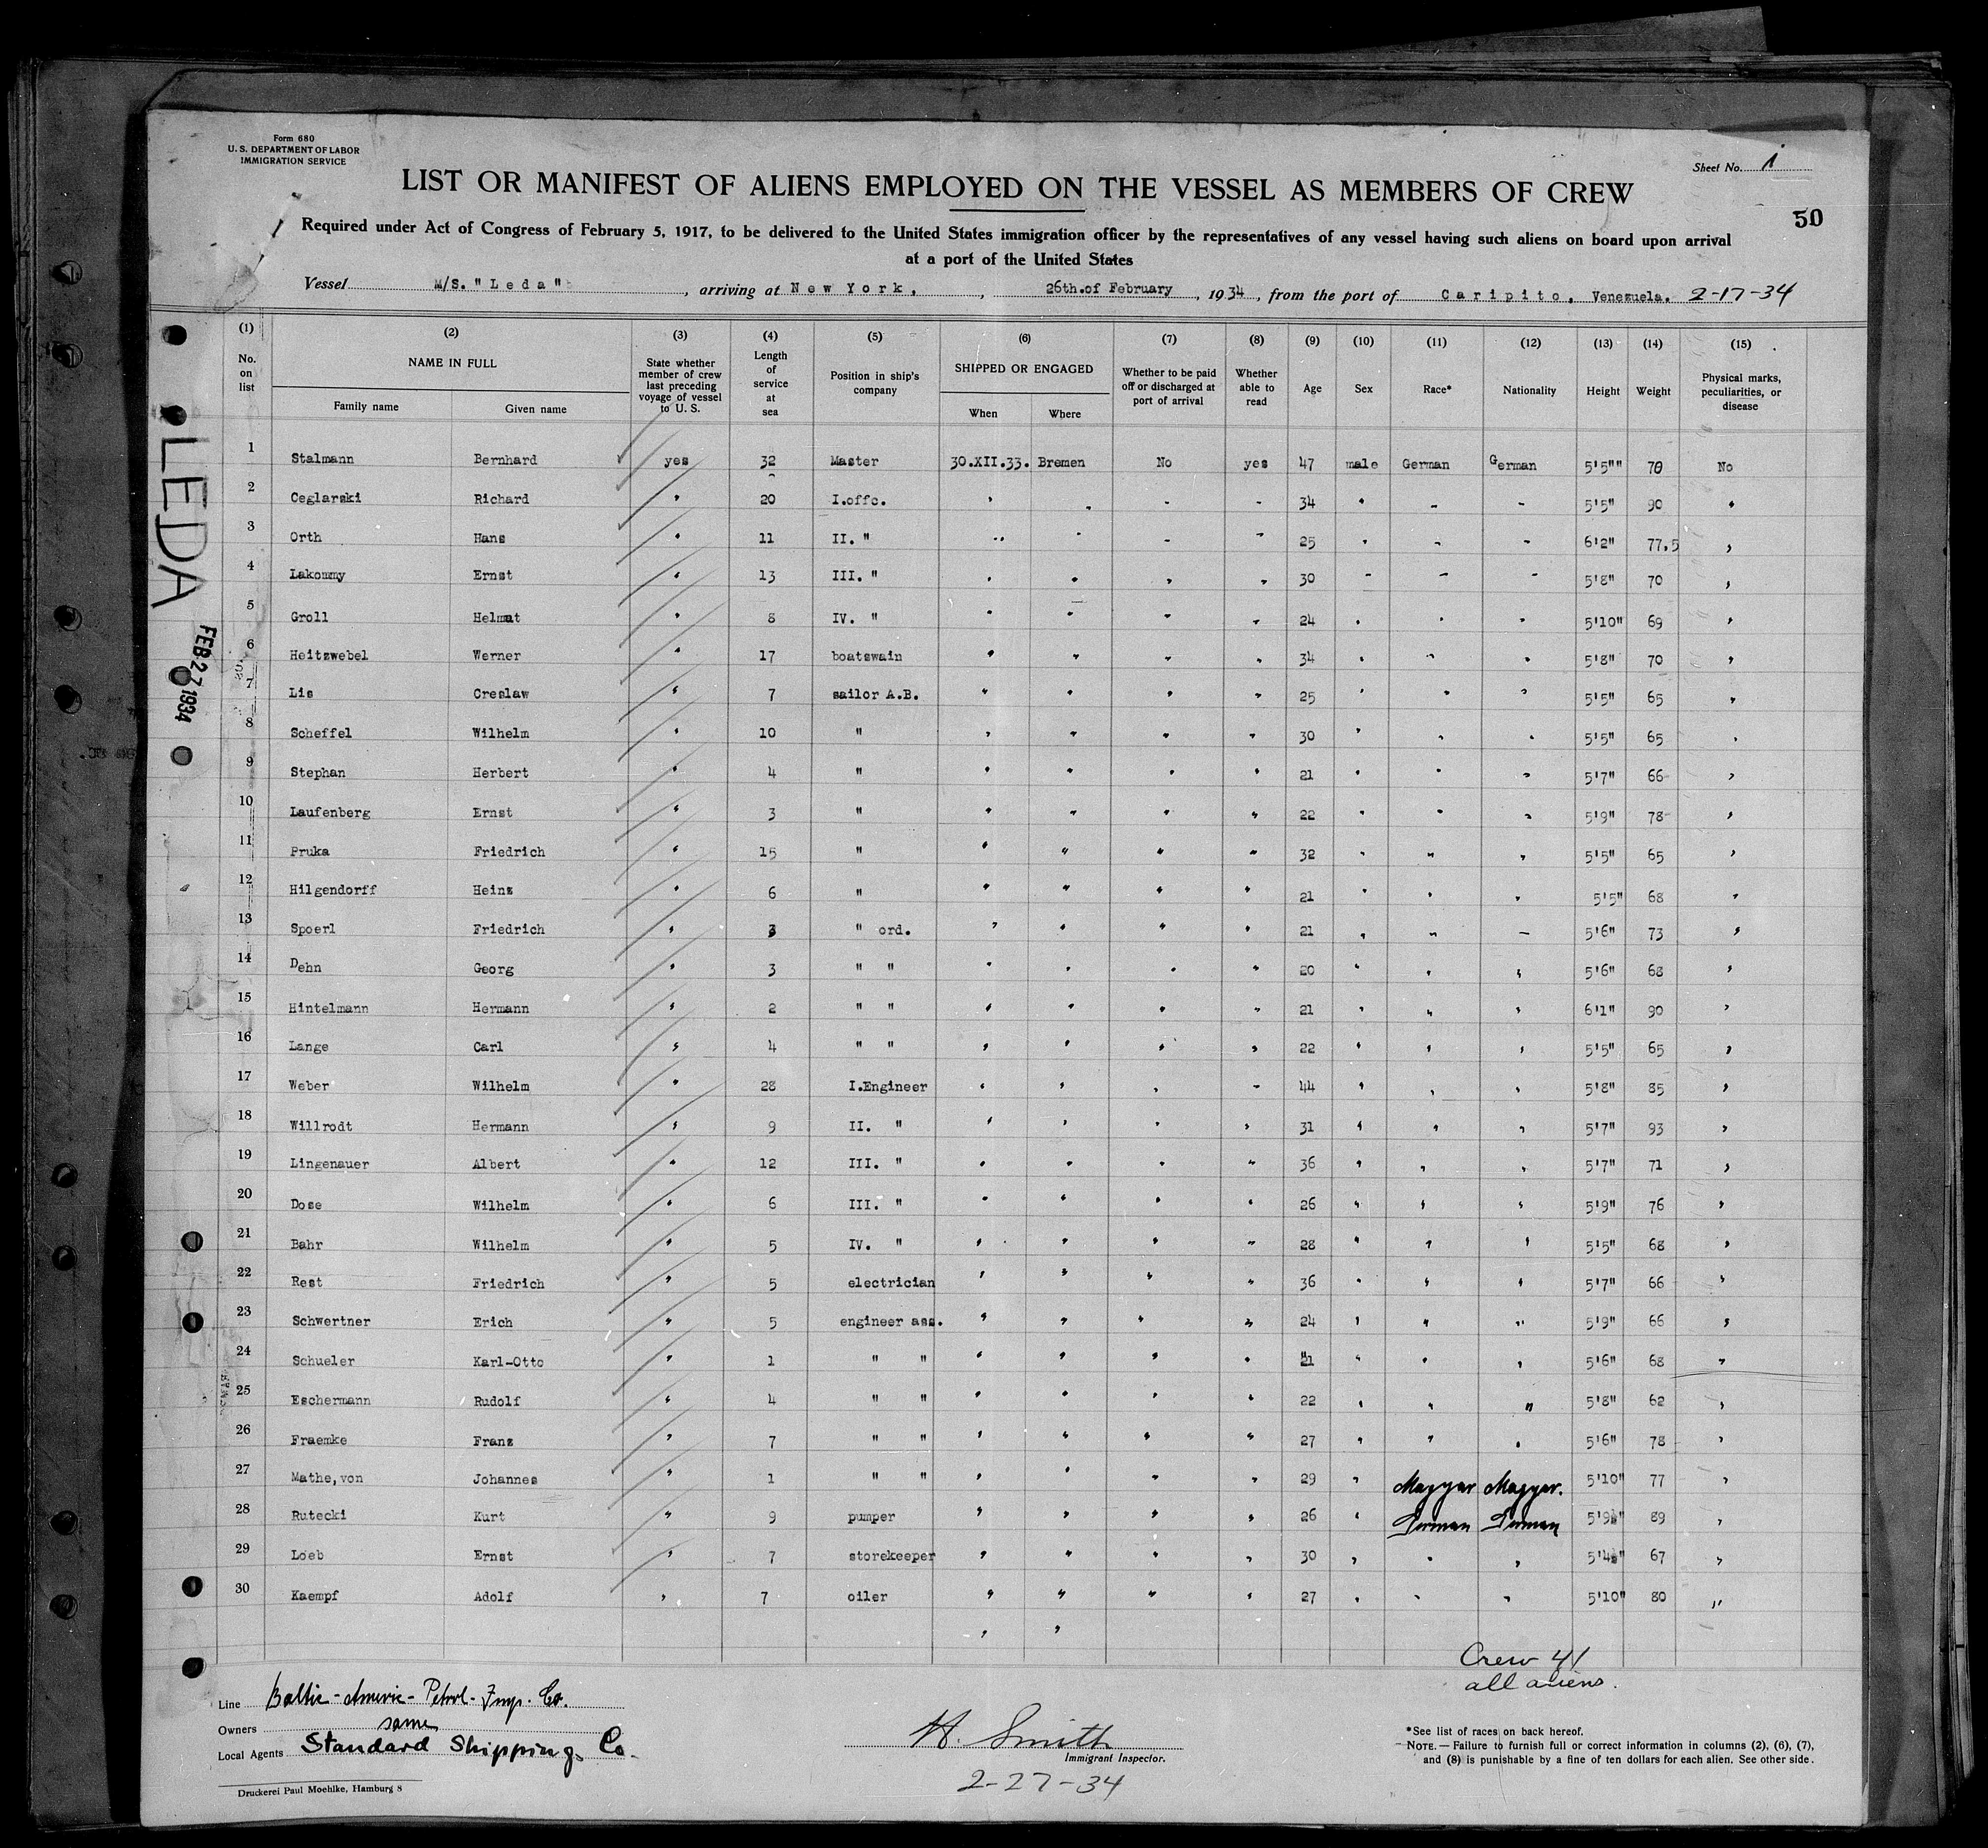 Form 680
U. S. DEPARTMENT OF LABOR
IMMIGRATION SERVICE
Sheet No. 1
LIST OR MANIFEST OF ALIENS EMPLOYED ON THE VESSEL AS MEMBERS OF CREW
50
Required under Act of Congress of February 5, 1917, to be delivered to the United States immigration officer by the representatives of any vessel having such aliens on board upon arrival
at a port of the United States
Vessel M/S. "Leda", arriving at New York, 26th.of February, 1934, from the port of Caripito, Venezuela. 2-17-34
(1) (2) (3) (4) (5) (6) (7) (8) (9) (10) (11) (12) (13) (14) (15)
No. on list NAME IN FULL Family name Given name State whether member of crew last preceding voyage of vessel to U. S. Length of service at sea Position in ship's company SHIPPED OR ENGAGED When Where Whether to be paid off or discharged at port of arrival Whether able to read Age Sex Race* Nationality Height Weight Physical marks, peculiarities, or disease
1 Stalmann Bernhard yes 32 Master 30.XII.33. Bremen No yes 47 male German German 5'5"" 70 No
2 Ceglarski Richard " 20 I.offc. " " " " 34 " " " 5'5" 90 "
3 Orth Hans " 11 II. " " " " " 25 " " " 6'2" 77.5 "
4 Lakommy Ernst " 13 III. " " " " " 30 " " " 5'8" 70 "
5 Groll Helmut " 8 IV. " " " " " 24 " " " 5'10" 69 "
6 Heitzwebel Werner " 17 boatswain " " " " 34 " " " 5'8" 70 "
7 Lis Creslaw " 7 sailor A.B. " " " " 25 " " " 5'5" 65 "
8 Scheffel Wilhelm " 10 " " " " " 30 " " " 5'5" 65 "
9 Stephan Herbert " 4 " " " " " 21 " " " 5'7" 66 "
10 Laufenberg Ernst " 3 " " " " " 22 " " " 5'9" 78 "
11 Pruka Friedrich " 15 " " " " " 32 " " " 5'5" 65 "
12 Hilgendorff Heinz " 6 " " " " " 21 " " " 5'5" 68 "
13 Spoerl Friedrich " 3 " ord. " " " " 21 " " " 5'6" 73 "
14 Dehn Georg " 3 " " " " " " 20 " " " 5'6" 68 "
15 Hintelmann Hermann " 2 " " " " " " 21 " " " 6'1" 90 "
16 Lange Carl " 4 " " " " " " 22 " " " 5'5" 65 "
17 Weber Wilhelm " 28 I.Engineer " " " " 44 " " " 5'8" 85 "
18 Willrodt Hermann " 9 II. " " " " " 31 " " " 5'7" 93 "
19 Lingenauer Albert " 12 III. " " " " " 36 " " " 5'7" 71 "
20 Dose Wilhelm " 6 III. " " " " " 26 " " " 5'9" 76 "
21 Bahr Wilhelm " 5 IV. " " " " " 28 " " " 5'5" 68 "
22 Rest Friedrich " 5 electrician " " " " 36 " " " 5'7" 66 "
23 Schwertner Erich " 5 engineer ass. " " " " 24 " " " 5'9" 66 "
24 Schueler Karl-Otto " 1 " " " " " " 21 " " " 5'6" 68 "
25 Eschermann Rudolf " 4 " " " " " " 22 " " " 5'8" 62 "
26 Fraemke Franz " 7 " " " " " " 27 " " " 5'6" 78 "
27 Mathe, von Johannes " 1 " " " " " " 29 " Magyar Magyar. 5'10" 77 "
28 Rutecki Kurt " 9 pumper " " " " 26 " German German 5'9½" 89 "
29 Loeb Ernst " 7 storekeeper " " " " 30 " " " 5'4½" 67 "
30 Kaempf Adolf " 7 oiler " " " " 27 " " " 5'10" 80 "
" "
LEDA
FEB 27 1934
Crew 41
all aliens.
Line Baltic-Americ-Petrol-Imp. Co.
Owners same
Local Agents Standard Shipping Co.
H. Smith
Immigrant Inspector.
2-27-34
*See list of races on back hereof.
NOTE. — Failure to furnish full or correct information in columns (2), (6), (7),
and (8) is punishable by a fine of ten dollars for each alien. See other side.
Druckerei Paul Moehlke, Hamburg 8